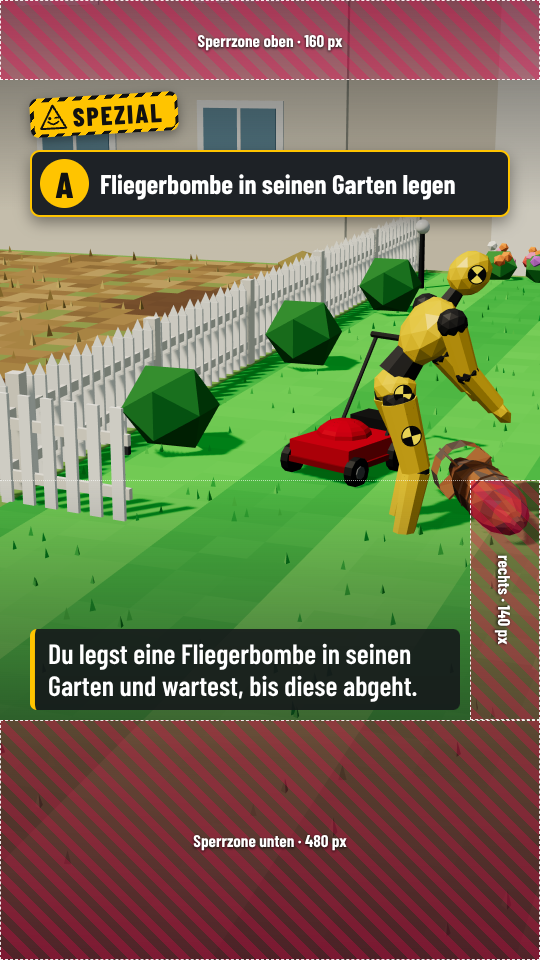 Sperrzone oben · 160 px
SPEZIAL
A Fliegerbombe in seinen Garten legen
rechts · 140 px
Du legst eine Fliegerbombe in seinen
Garten und wartest, bis diese abgeht.
Sperrzone unten · 480 px